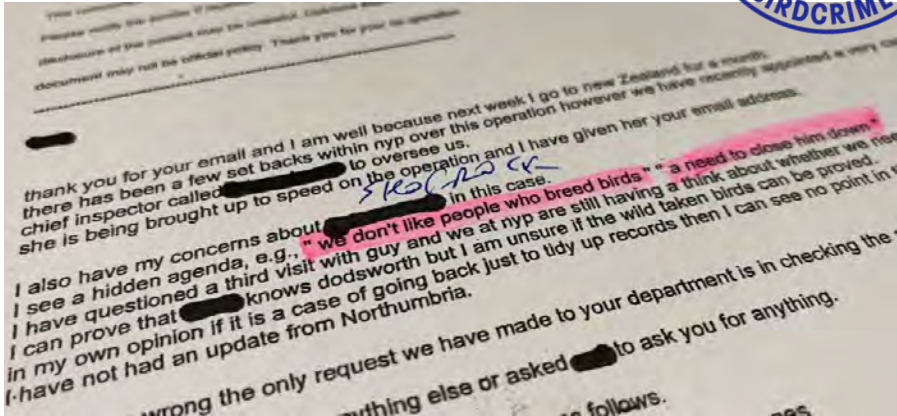 BIRDCRIME
Please verify the sender if
disclosure of the content may be unlawful.
document may not be official policy. Thank you for your co-operation
thank you for your email and I am well because next week I go to new Zealand for a month.
there has been a few set backs within nyp over this operation however we have recently appointed a very
chief inspector called to oversee us.
she is being brought up to speed on the operation and I have given her your email address.
I also have my concerns about in this case.
I see a hidden agenda, e.g., " we don't like people who breed birds" " a need to close him down"
I have questioned a third visit with guy and we at nyp are still having a think about whether we nee
I can prove that knows dodsworth but I am unsure if the wild taken birds can be proved.
in my own opinion if it is a case of going back just to tidy up records then I can see no point in
I have not had an update from Northumbria.
wrong the only request we have made to your department is in checking the
ything else or asked to ask you for anything.
follows.